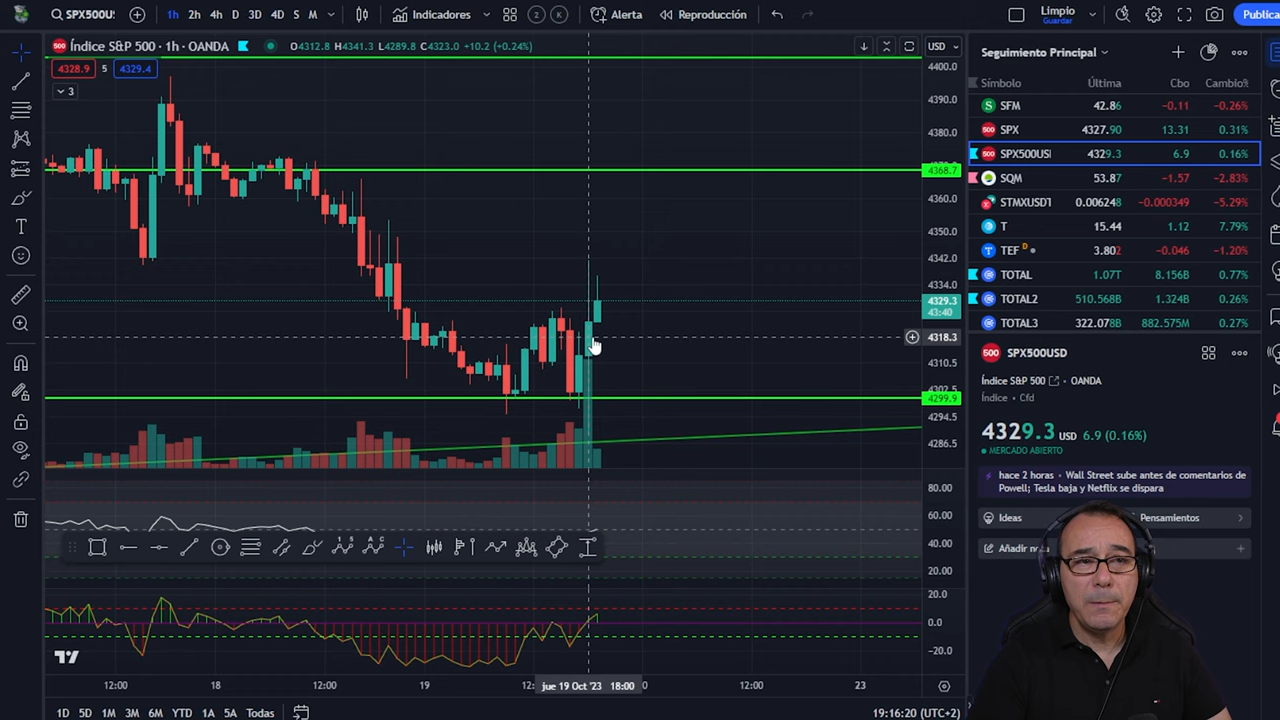 SPX500U: 1h 2h 4h D 3D 4D S M Indicadores 2 K Alerta Reproducción Limpio Guardar Publica
500 Índice S&P 500 · 1h · OANDA O4312.8 H4341.3 L4289.8 C4323.0 +10.2 (+0.24%) USD
4328.9 5 4329.4
3
4400.0
4390.0
4380.0
4368.7
4360.0
4350.0
4342.0
4334.0
4329.3
43:40
4318.3
4310.5
4302.5
4299.9
4294.5
4286.5
80.00
60.00
40.00
20.00
20.0
0.0
−20.0
12:00 18 12:00 19 12: jue 19 Oct '23 18:00 0 12:00 23
1D 5D 1M 3M 6M YTD 1A 5A Todas 19:16:20 (UTC+2)
Seguimiento Principal
Símbolo Última Cbo Cambio%
S SFM 42.86 −0.11 −0.26%
500 SPX 4327.90 13.31 0.31%
500 SPX500USI 4329.3 6.9 0.16%
SQM 53.87 −1.57 −2.83%
STMXUSDT 0.006248 −0.000349 −5.29%
T 15.44 1.12 7.79%
T TEF D 3.802 −0.046 −1.20%
TOTAL 1.07T 8.156B 0.77%
TOTAL2 510.568B 1.324B 0.26%
TOTAL3 322.078B 882.575M 0.27%
500 SPX500USD
Índice S&P 500 · OANDA
Índice · Cfd
4329.3 USD 6.9 (0.16%)
MERCADO ABIERTO
hace 2 horas · Wall Street sube antes de comentarios de
Powell; Tesla baja y Netflix se dispara
Ideas Pensamientos
Añadir